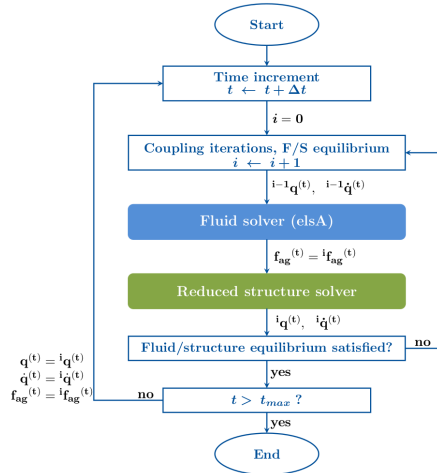 Start
Time increment
t ← t + Δt
i = 0
Coupling iterations, F/S equilibrium
i ← i + 1
i−1q(t), i−1q̇(t)
Fluid solver (elsA)
fag(t) = ifag(t)
Reduced structure solver
iq(t), iq̇(t)
Fluid/structure equilibrium satisfied?
no
yes
q(t) = iq(t)
q̇(t) = iq̇(t)
fag(t) = ifag(t)
no
t > tmax ?
yes
End